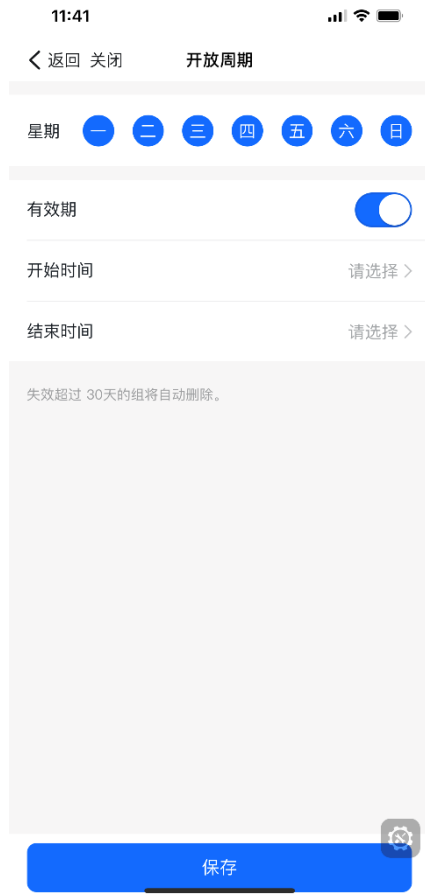 11:41
返回 关闭 开放周期
星期 一 二 三 四 五 六 日
有效期
开始时间 请选择
结束时间 请选择
失效超过 30天的组将自动删除。
保存